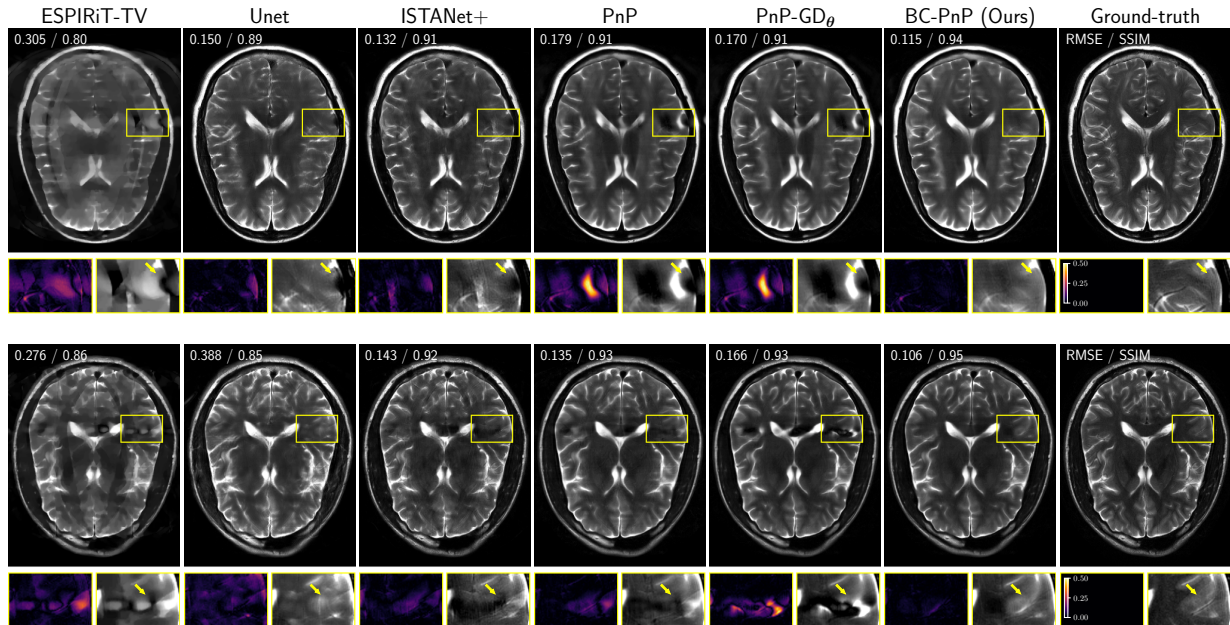 ESPIRiT-TV Unet ISTANet+ PnP PnP-GDθ BC-PnP (Ours) Ground-truth
0.305 / 0.80 0.150 / 0.89 0.132 / 0.91 0.179 / 0.91 0.170 / 0.91 0.115 / 0.94 RMSE / SSIM
0.50
0.25
0.00
0.276 / 0.86 0.388 / 0.85 0.143 / 0.92 0.135 / 0.93 0.166 / 0.93 0.106 / 0.95 RMSE / SSIM
0.50
0.25
0.00